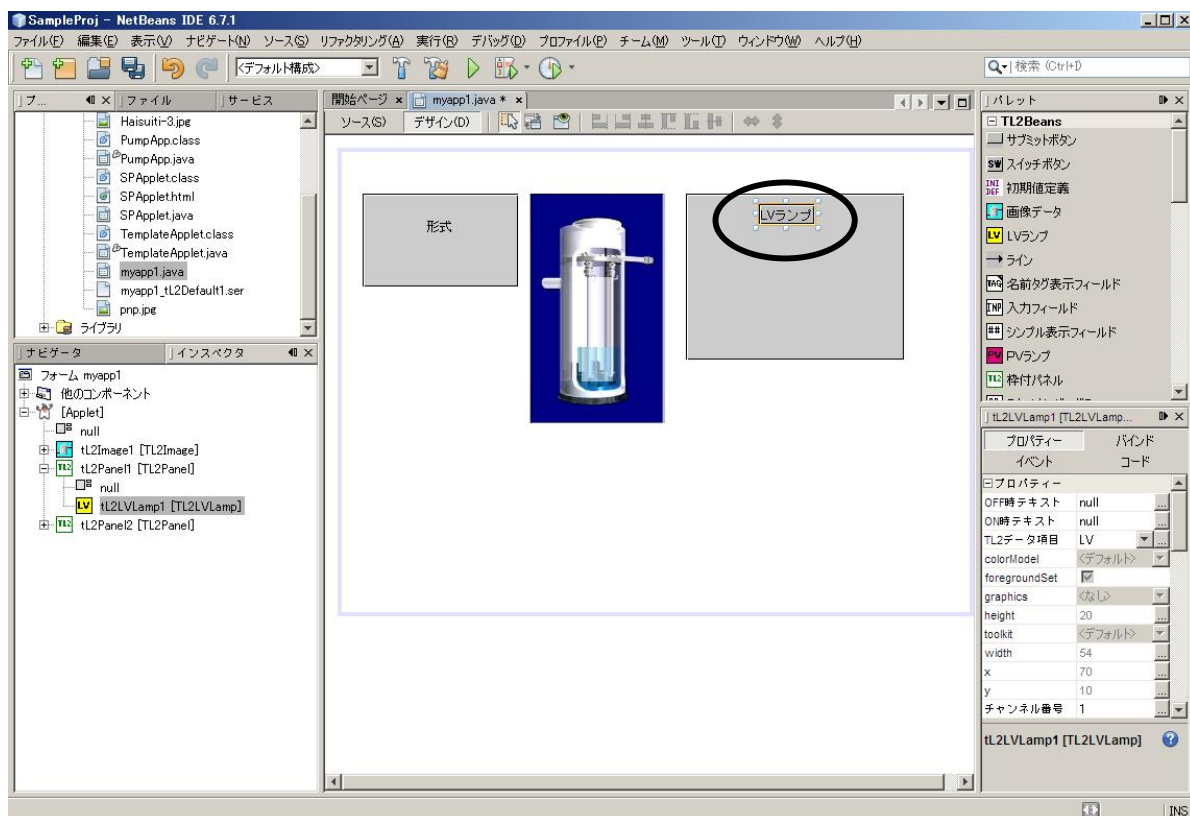 SampleProj - NetBeans IDE 6.7.1
ファイル(F) 編集(E) 表示(V) ナビゲート(N) ソース(S) リファクタリング(A) 実行(R) デバッグ(D) プロファイル(P) チーム(M) ツール(T) ウィンドウ(W) ヘルプ(H)
<デフォルト構成>
検索 (Ctrl+I)
プ... ファイル サービス
Haisuiti-3.jpg
PumpApp.class
PumpApp.java
SPApplet.class
SPApplet.html
SPApplet.java
TemplateApplet.class
TemplateApplet.java
myapp1.java
myapp1_tL2Default1.ser
pnp.jpg
ライブラリ
ナビゲータ インスペクタ
フォーム myapp1
他のコンポーネント
[Applet]
null
tL2Image1 [TL2Image]
tL2Panel1 [TL2Panel]
null
LV tL2LVLamp1 [TL2LVLamp]
tL2Panel2 [TL2Panel]
開始ページ myapp1.java *
ソース(S) デザイン(D)
形式
LVランプ
パレット
TL2Beans
サブミットボタン
SW スイッチボタン
INI DEF 初期値定義
画像データ
LV LVランプ
ライン
TAG 名前タグ表示フィールド
INP 入力フィールド
## シンプル表示フィールド
PV PVランプ
TL2 枠付パネル
tL2LVLamp1 [TL2LVLamp...
プロパティー バインド
イベント コード
プロパティー
OFF時テキスト null ...
ON時テキスト null ...
TL2データ項目 LV ...
colorModel <デフォルト>
foregroundSet
graphics <なし>
height 20 ...
toolkit <デフォルト>
width 54 ...
x 70 ...
y 10 ...
チャンネル番号 1 ...
tL2LVLamp1 [TL2LVLamp]
INS